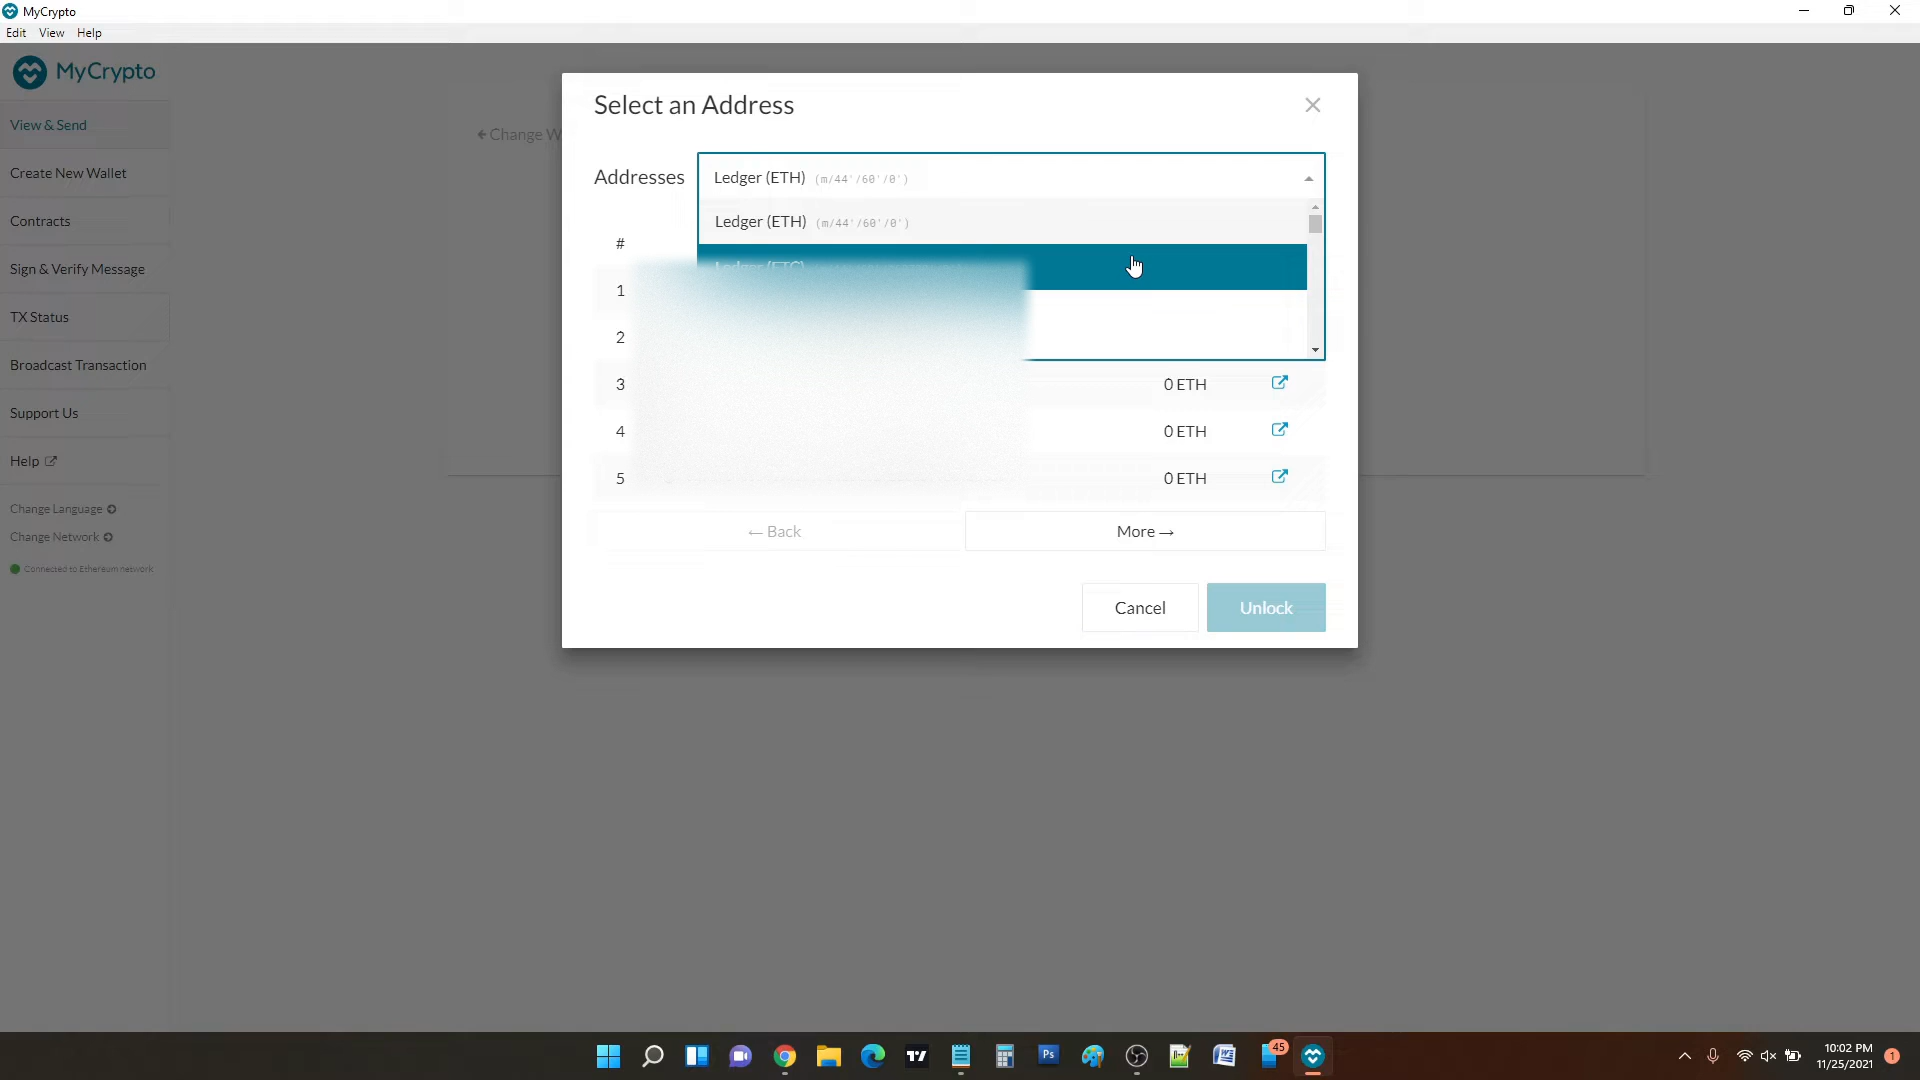 MyCrypto
Edit View Help
MyCrypto
View & Send
Create New Wallet
Contracts
Sign & Verify Message
TX Status
Broadcast Transaction
Support Us
Help
Change Language
Change Network
Connected to Ethereum network
Change W
Select an Address
Addresses
Ledger (ETH) (m/44'/60'/0')
Ledger (ETH) (m/44'/60'/0')
Ledger (ETC)
#
1
2
3 0 ETH
4 0 ETH
5 0 ETH
← Back
More →
Cancel
Unlock
Ps
45
10:02 PM
11/25/2021
1